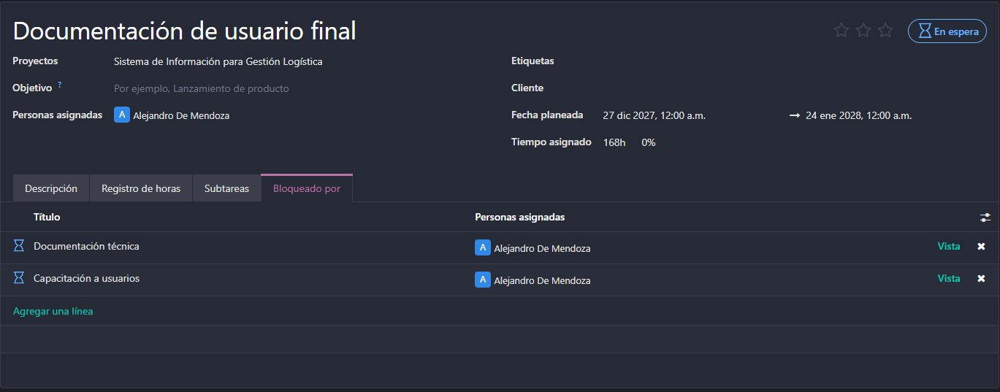 Documentación de usuario final
En espera
Proyectos Sistema de Información para Gestión Logística
Etiquetas
Objetivo ? Por ejemplo, Lanzamiento de producto
Cliente
Personas asignadas A Alejandro De Mendoza
Fecha planeada 27 dic 2027, 12:00 a.m. → 24 ene 2028, 12:00 a.m.
Tiempo asignado 168h 0%
Descripción Registro de horas Subtareas Bloqueado por
Título Personas asignadas
Documentación técnica A Alejandro De Mendoza Vista
Capacitación a usuarios A Alejandro De Mendoza Vista
Agregar una línea